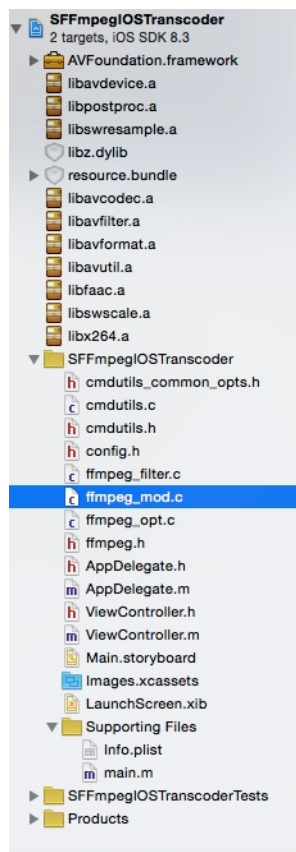 SFFmpegIOSTranscoder
2 targets, iOS SDK 8.3
AVFoundation.framework
libavdevice.a
libpostproc.a
libswresample.a
libz.dylib
resource.bundle
libavcodec.a
libavfilter.a
libavformat.a
libavutil.a
libfaac.a
libswscale.a
libx264.a
SFFmpegIOSTranscoder
h cmdutils_common_opts.h
c cmdutils.c
h cmdutils.h
h config.h
c ffmpeg_filter.c
c ffmpeg_mod.c
c ffmpeg_opt.c
h ffmpeg.h
h AppDelegate.h
m AppDelegate.m
h ViewController.h
m ViewController.m
Main.storyboard
Images.xcassets
LaunchScreen.xib
Supporting Files
Info.plist
m main.m
SFFmpegIOSTranscoderTests
Products